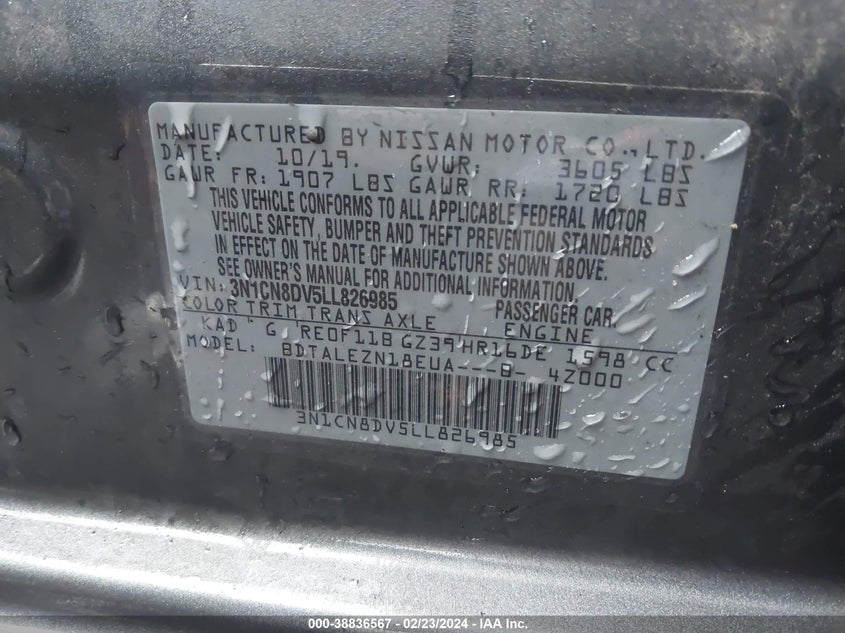 MANUFACTURED BY NISSAN MOTOR CO., LTD.
DATE: 10/19. GVWR: 3605 LBS
GAWR FR: 1907 LBS GAWR RR: 1720 LBS
THIS VEHICLE CONFORMS TO ALL APPLICABLE FEDERAL MOTOR
VEHICLE SAFETY, BUMPER AND THEFT PREVENTION STANDARDS
IN EFFECT ON THE DATE OF MANUFACTURE SHOWN ABOVE.
SEE OWNER'S MANUAL FOR ADDITIONAL INFORMATION.
VIN: 3N1CN8DV5LL826985 PASSENGER CAR.
COLOR TRIM TRANS AXLE ENGINE
KAD G RE0F11B GZ39 HR16DE 1598 CC
MODEL: BDTALEZN18EUA---B- 4Z000
3N1CN8DV5LL826985
000-38836567 — 02/23/2024 — IAA Inc.